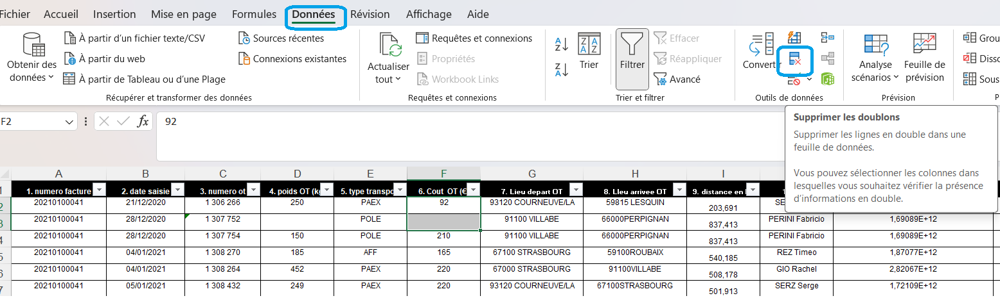 Fichier Accueil Insertion Mise en page Formules Données Révision Affichage Aide
Obtenir des données
À partir d'un fichier texte/CSV
À partir du web
À partir de Tableau ou d'une Plage
Sources récentes
Connexions existantes
Récupérer et transformer des données
Actualiser tout
Requêtes et connexions
Propriétés
Workbook Links
Requêtes et connexions
Trier
Filtrer
Effacer
Réappliquer
Avancé
Trier et filtrer
Convertir
Outils de données
Analyse scénarios
Feuille de prévision
Prévision
Grou
Disso
Sous
F2 fx 92
Supprimer les doublons
Supprimer les lignes en double dans une
feuille de données.
Vous pouvez sélectionner les colonnes dans
lesquelles vous souhaitez vérifier la présence
d'informations en double.
A B C D E F G H I
1 1. numero facture 2. date saisie 3. numero ot 4. poids OT (kg 5. type transpo 6. Cout OT (€ 7. Lieu depart OT 8. Lieu arrivee OT 9. distance en
2 20210100041 21/12/2020 1 306 266 250 PAEX 92 93120 COURNEUVE/LA 59815 LESQUIN 203,691 SE
3 20210100041 28/12/2020 1 307 752 POLE 91100 VILLABE 66000PERPIGNAN 837,413 PERINI Fabricio 1,69089E+12
4 20210100041 28/12/2020 1 307 754 150 POLE 210 91100 VILLABE 66000PERPIGNAN 837,413 PERINI Fabricio 1,69089E+12
5 20210100041 04/01/2021 1 308 270 185 AFF 165 67100 STRASBOURG 59100ROUBAIX 540,185 REZ Timeo 1,87077E+12
6 20210100041 04/01/2021 1 308 264 452 PAEX 220 67000 STRASBOURG 91100VILLABE 508,178 GIO Rachel 2,82067E+12
7 20210100041 05/01/2021 1 308 432 249 PAEX 220 93120 COURNEUVE/LA 67100STRASBOURG 501,913 SERZ Serge 1,72109E+12